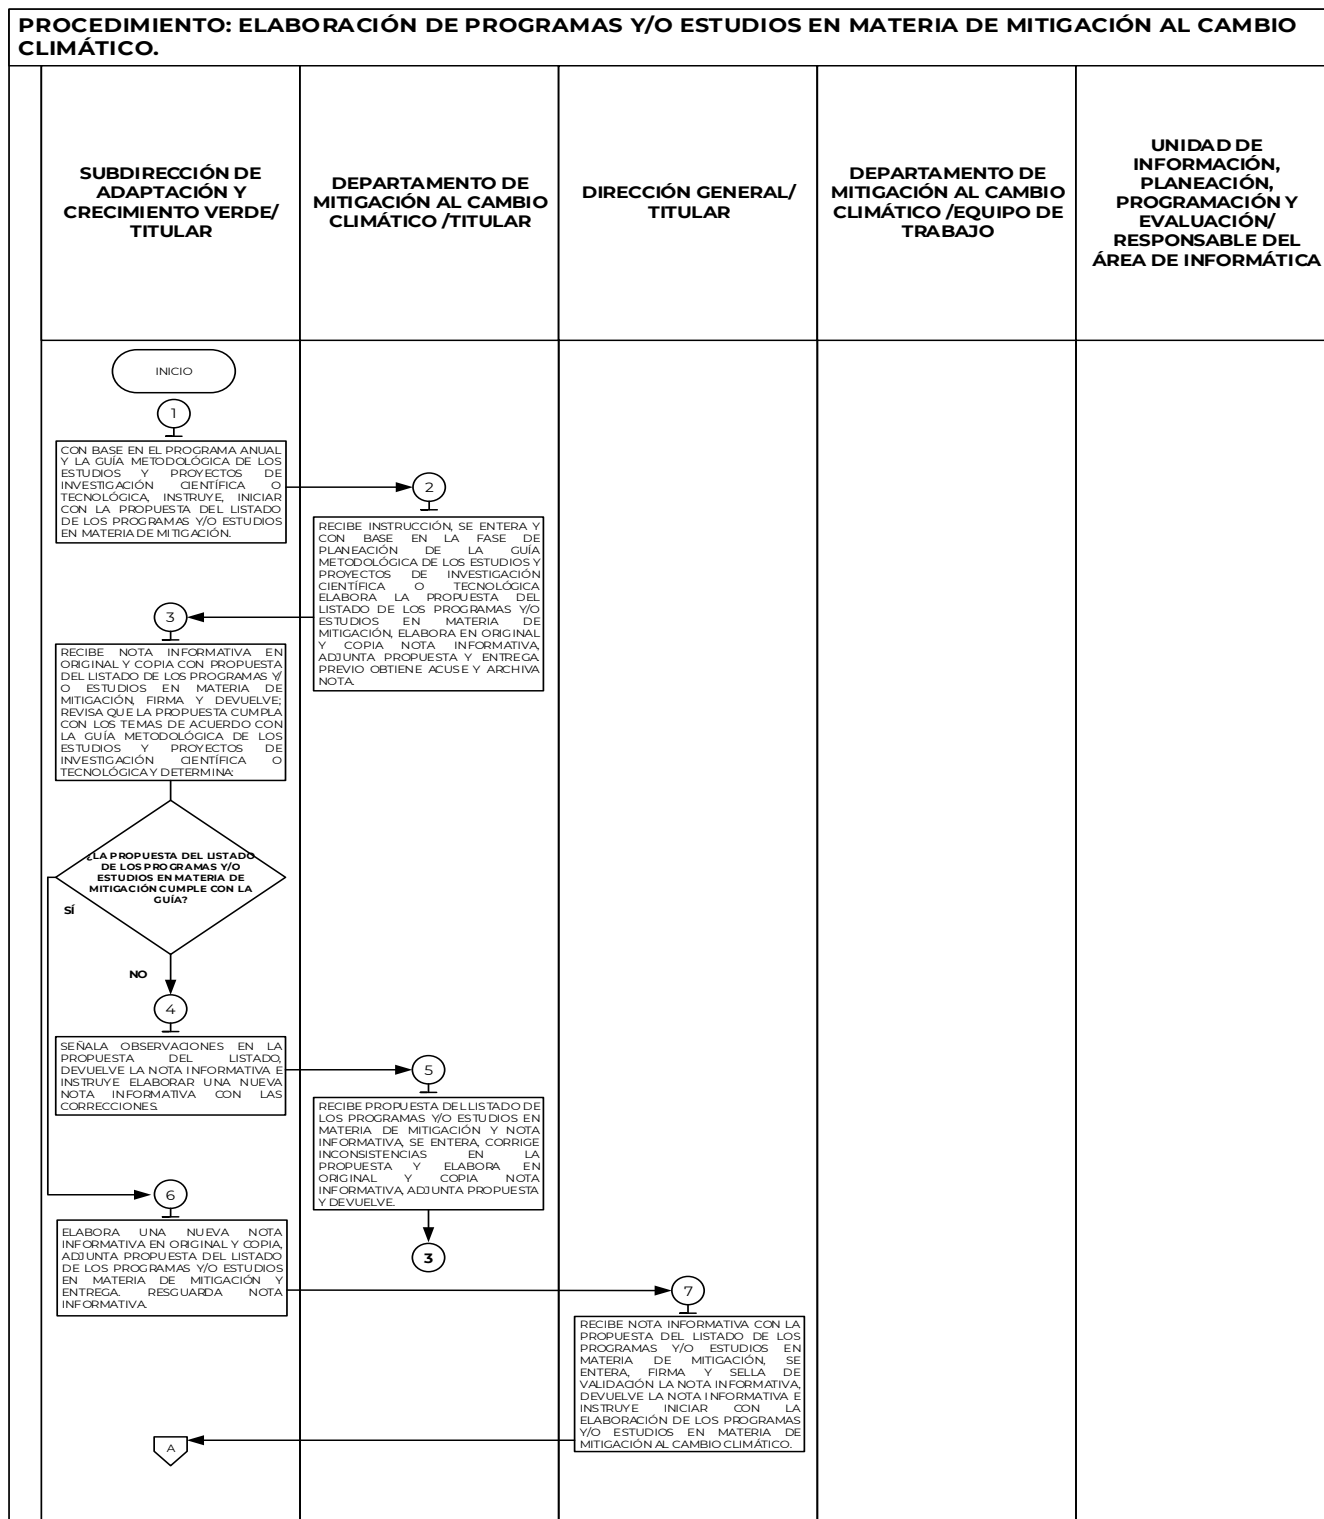 PROCEDIMIENTO: ELABORACIÓN DE PROGRAMAS Y/O ESTUDIOS EN MATERIA DE MITIGACIÓN AL CAMBIO
CLIMÁTICO.
SUBDIRECCIÓN DE
ADAPTACIÓN Y
CRECIMIENTO VERDE/
TITULAR
DEPARTAMENTO DE
MITIGACIÓN AL CAMBIO
CLIMÁTICO /TITULAR
DIRECCIÓN GENERAL/
TITULAR
DEPARTAMENTO DE
MITIGACIÓN AL CAMBIO
CLIMÁTICO /EQUIPO DE
TRABAJO
UNIDAD DE
INFORMACIÓN,
PLANEACIÓN,
PROGRAMACIÓN Y
EVALUACIÓN/
RESPONSABLE DEL
ÁREA DE INFORMÁTICA
INICIO
1
CON BASE EN EL PROGRAMA ANUAL
Y LA GUÍA METODOLÓGICA DE LOS
ESTUDIOS Y PROYECTOS DE
INVESTIGACIÓN CIENTÍFICA O
TECNOLÓGICA, INSTRUYE, INICIAR
CON LA PROPUESTA DEL LISTADO
DE LOS PROGRAMAS Y/O ESTUDIOS
EN MATERIA DE MITIGACIÓN.
2
RECIBE INSTRUCCIÓN, SE ENTERA Y
CON BASE EN LA FASE DE
PLANEACIÓN DE LA GUÍA
METODOLÓGICA DE LOS ESTUDIOS Y
PROYECTOS DE INVESTIGACIÓN
CIENTÍFICA O TECNOLÓGICA
ELABORA LA PROPUESTA DEL
LISTADO DE LOS PROGRAMAS Y/O
ESTUDIOS EN MATERIA DE
MITIGACIÓN, ELABORA EN ORIGINAL
Y COPIA NOTA INFORMATIVA,
ADJUNTA PROPUESTA Y ENTREGA.
PREVIO OBTIENE ACUSE Y ARCHIVA
NOTA.
3
RECIBE NOTA INFORMATIVA EN
ORIGINAL Y COPIA CON PROPUESTA
DEL LISTADO DE LOS PROGRAMAS Y/
O ESTUDIOS EN MATERIA DE
MITIGACIÓN, FIRMA Y DEVUELVE;
REVISA QUE LA PROPUESTA CUMPLA
CON LOS TEMAS DE ACUERDO CON
LA GUÍA METODOLÓGICA DE LOS
ESTUDIOS Y PROYECTOS DE
INVESTIGACIÓN CIENTÍFICA O
TECNOLÓGICA Y DETERMINA:
¿LA PROPUESTA DEL LISTADO
DE LOS PROGRAMAS Y/O
ESTUDIOS EN MATERIA DE
MITIGACIÓN CUMPLE CON LA
GUÍA?
SÍ
NO
4
SEÑALA OBSERVACIONES EN LA
PROPUESTA DEL LISTADO,
DEVUELVE LA NOTA INFORMATIVA E
INSTRUYE ELABORAR UNA NUEVA
NOTA INFORMATIVA CON LAS
CORRECCIONES.
5
RECIBE PROPUESTA DEL LISTADO DE
LOS PROGRAMAS Y/O ESTUDIOS EN
MATERIA DE MITIGACIÓN Y NOTA
INFORMATIVA, SE ENTERA, CORRIGE
INCONSISTENCIAS EN LA
PROPUESTA Y ELABORA EN
ORIGINAL Y COPIA NOTA
INFORMATIVA, ADJUNTA PROPUESTA
Y DEVUELVE.
3
6
ELABORA UNA NUEVA NOTA
INFORMATIVA EN ORIGINAL Y COPIA,
ADJUNTA PROPUESTA DEL LISTADO
DE LOS PROGRAMAS Y/O ESTUDIOS
EN MATERIA DE MITIGACIÓN Y
ENTREGA. RESGUARDA NOTA
INFORMATIVA.
7
RECIBE NOTA INFORMATIVA CON LA
PROPUESTA DEL LISTADO DE LOS
PROGRAMAS Y/O ESTUDIOS EN
MATERIA DE MITIGACIÓN, SE
ENTERA, FIRMA Y SELLA DE
VALIDACIÓN LA NOTA INFORMATIVA,
DEVUELVE LA NOTA INFORMATIVA E
INSTRUYE INICIAR CON LA
ELABORACIÓN DE LOS PROGRAMAS
Y/O ESTUDIOS EN MATERIA DE
MITIGACIÓN AL CAMBIO CLIMÁTICO.
A